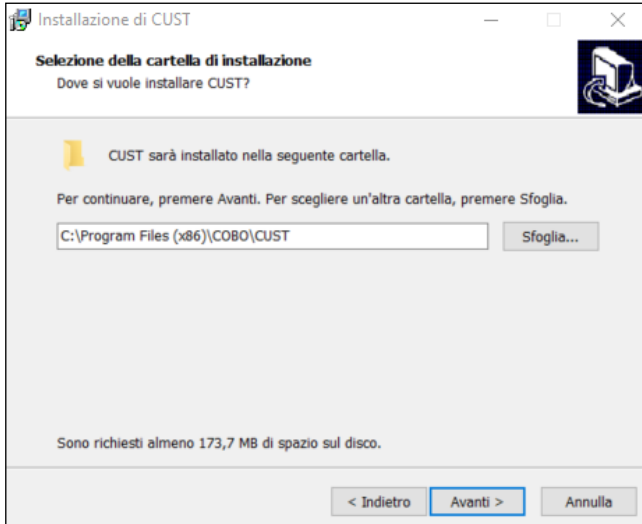 Installazione di CUST
Selezione della cartella di installazione
Dove si vuole installare CUST?
CUST sarà installato nella seguente cartella.
Per continuare, premere Avanti. Per scegliere un'altra cartella, premere Sfoglia.
C:\Program Files (x86)\COBO\CUST
Sfoglia...
Sono richiesti almeno 173,7 MB di spazio sul disco.
< Indietro
Avanti >
Annulla